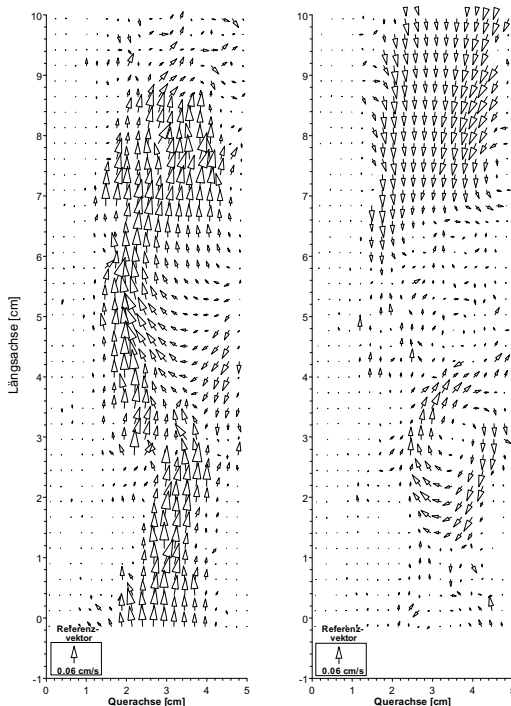 10
9
8
7
6
5
4
3
2
1
0
-1
Längsachse [cm]
Referenz-
vektor
0.06 cm/s
0 1 2 3 4 5
Querachse [cm]
10
9
8
7
6
5
4
3
2
1
0
-1
Referenz-
vektor
0.06 cm/s
0 1 2 3 4 5
Querachse [cm]